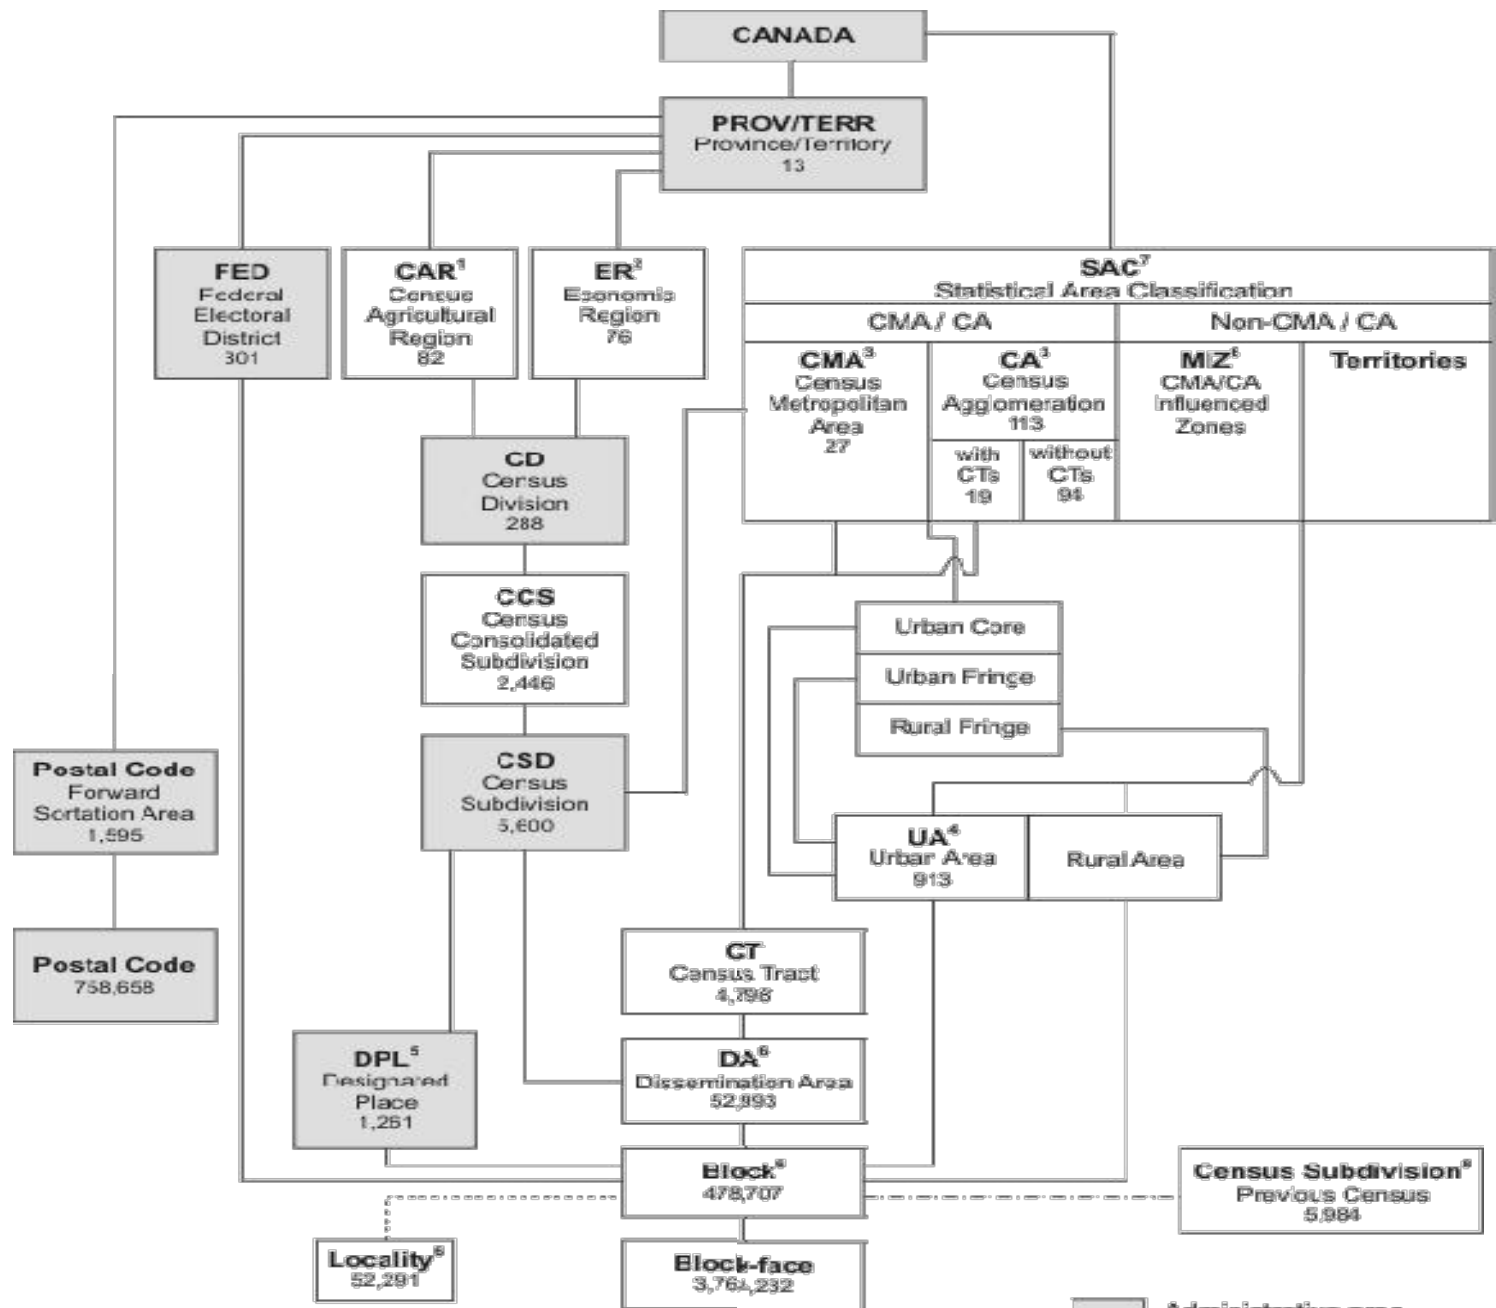 CANADA
PROV/TERR
Province/Territory
13
FED
Federal
Electoral
District
301
CAR¹
Census
Agricultural
Region
82
ER²
Economic
Region
76
SAC⁷
Statistical Area Classification
CMA / CA
Non-CMA / CA
CMA³
Census
Metropolitan
Area
27
CA³
Census
Agglomeration
113
with
CTs
19
without
CTs
94
MIZ⁶
CMA/CA
Influenced
Zones
Territories
CD
Census
Division
288
CCS
Census
Consolidated
Subdivision
2,446
Urban Core
Urban Fringe
Rural Fringe
CSD
Census
Subdivision
5,600
Postal Code
Forward
Sortation Area
1,595
UA⁴
Urban Area
913
Rural Area
Postal Code
758,658
CT
Census Tract
4,798
DPL⁵
Designated
Place
1,261
DA⁶
Dissemination Area
52,993
Block⁶
478,707
Census Subdivision⁸
Previous Census
5,984
Locality⁶
52,291
Block-face
Administrative area